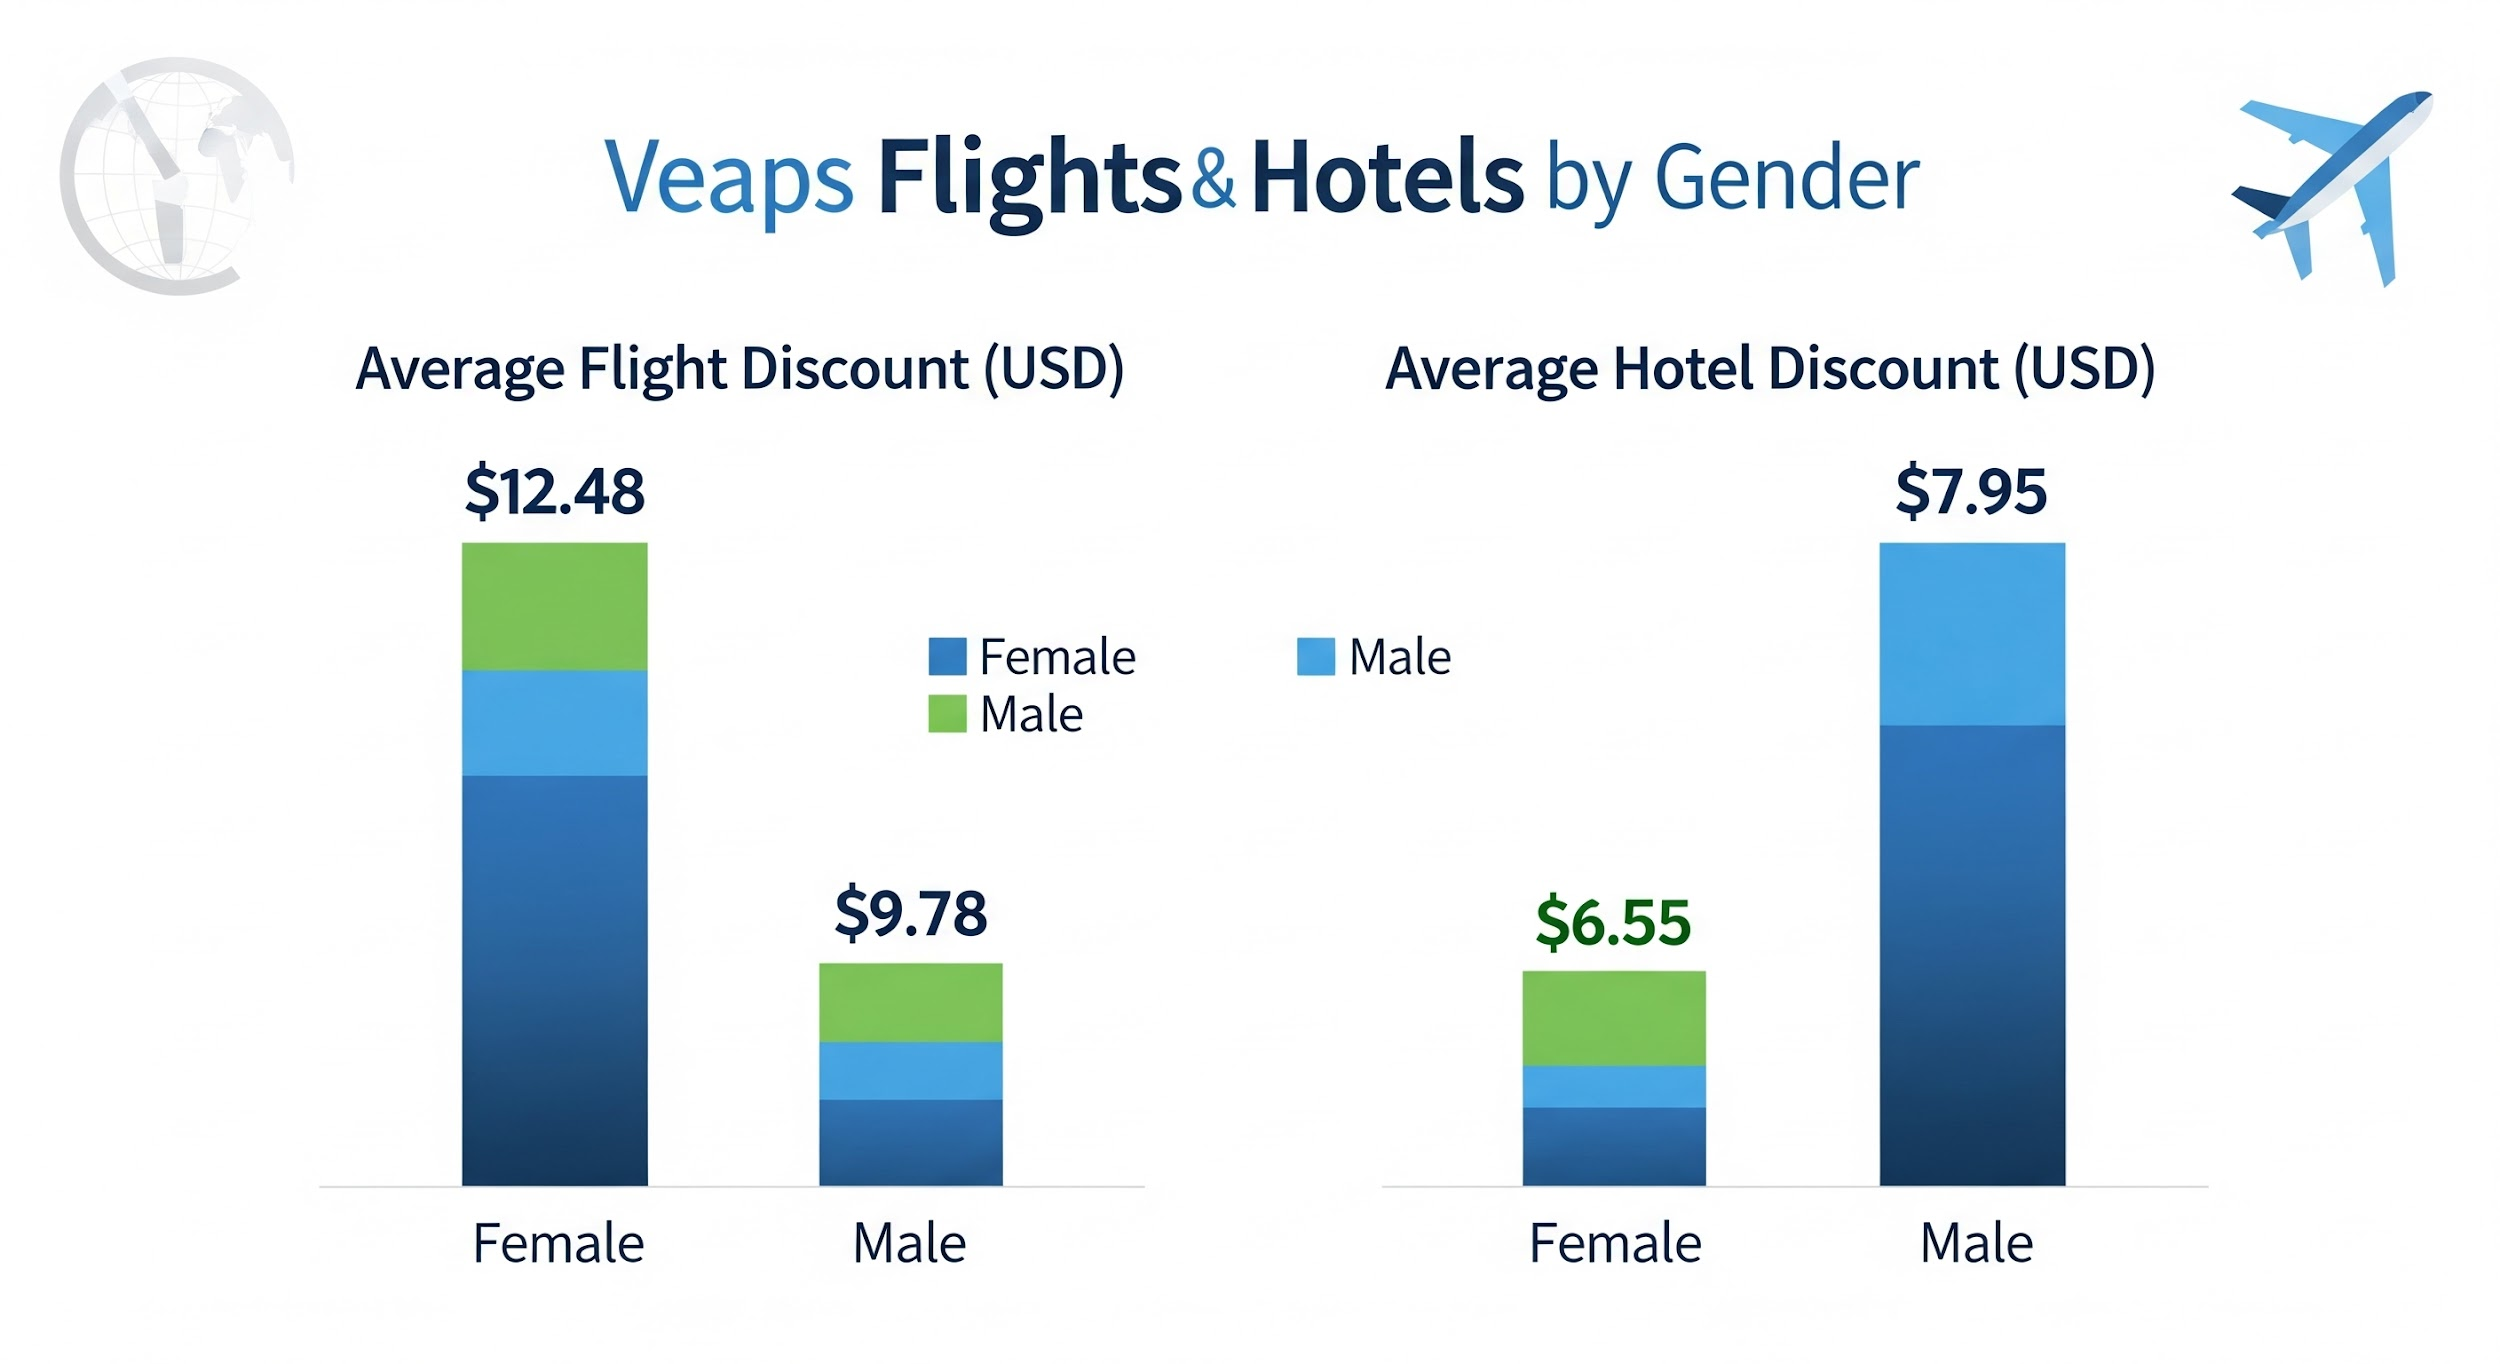 Veaps Flights & Hotels by Gender
Average Flight Discount (USD)
$12.48
$9.78
Female
Male
Female
Male
Average Hotel Discount (USD)
Male
$7.95
$6.55
Female
Male